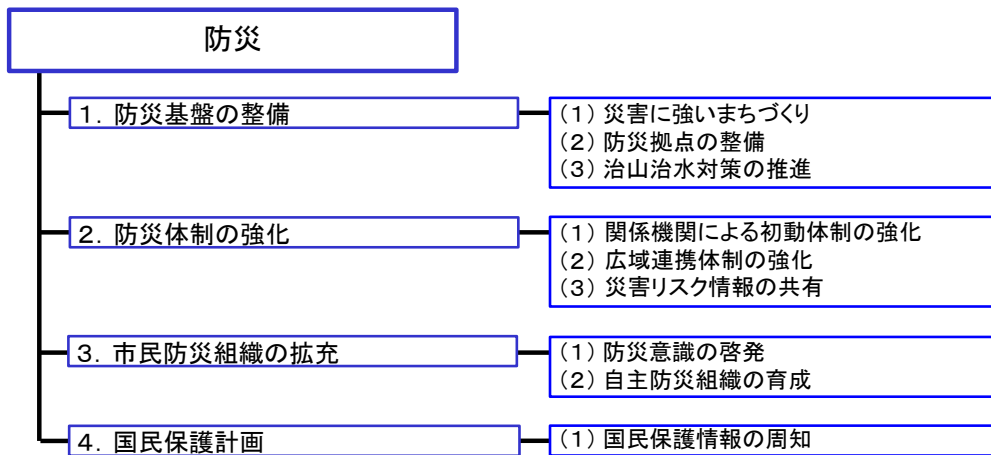 防災
１．防災基盤の整備
（１）災害に強いまちづくり
（２）防災拠点の整備
（３）治山治水対策の推進
２．防災体制の強化
（１）関係機関による初動体制の強化
（２）広域連携体制の強化
（３）災害リスク情報の共有
３．市民防災組織の拡充
（１）防災意識の啓発
（２）自主防災組織の育成
４．国民保護計画
（１）国民保護情報の周知